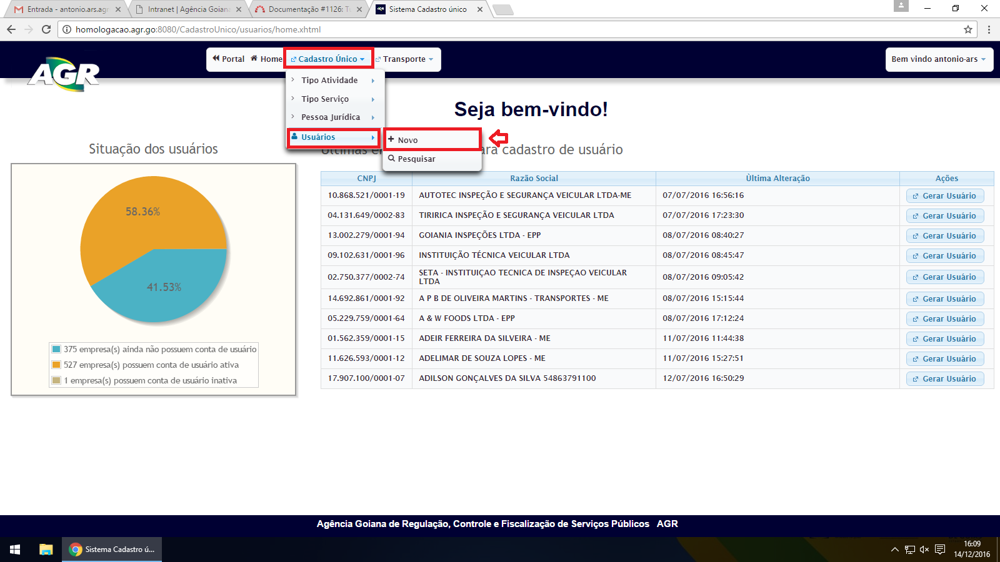 Entrada - antonio.ars.agr
Intranet | Agência Goiana
Documentação #1126: Tu
Sistema Cadastro único
homologacao.agr.go:8080/CadastroUnico/usuarios/home.xhtml
AGR
Portal Home Cadastro Único Transporte
Bem vindo antonio-ars
Tipo Atividade
Tipo Serviço
Pessoa Jurídica
Usuários
Novo
Pesquisar
Seja bem-vindo!
Situação dos usuários
58.36%
41.53%
375 empresa(s) ainda não possuem conta de usuário
527 empresa(s) possuem conta de usuário ativa
1 empresa(s) possuem conta de usuário inativa
Últimas ara cadastro de usuário
CNPJ Razão Social Ùltima Alteração Ações
10.868.521/0001-19 AUTOTEC INSPEÇÃO E SEGURANÇA VEICULAR LTDA-ME 07/07/2016 16:56:16 Gerar Usuário
04.131.649/0002-83 TIRIRICA INSPEÇÃO E SEGURANÇA VEICULAR LTDA 07/07/2016 17:23:30 Gerar Usuário
13.002.279/0001-94 GOIANIA INSPEÇÕES LTDA - EPP 08/07/2016 08:40:27 Gerar Usuário
09.102.631/0001-96 INSTITUIÇÃO TÉCNICA VEICULAR LTDA 08/07/2016 08:45:47 Gerar Usuário
02.750.377/0002-74 SETA - INSTITUIÇAO TECNICA DE INSPEÇAO VEICULAR
LTDA 08/07/2016 09:05:42 Gerar Usuário
14.692.861/0001-92 A P B DE OLIVEIRA MARTINS - TRANSPORTES - ME 08/07/2016 15:15:44 Gerar Usuário
05.229.759/0001-64 A & W FOODS LTDA - EPP 08/07/2016 17:12:24 Gerar Usuário
01.562.359/0001-15 ADEIR FERREIRA DA SILVEIRA - ME 11/07/2016 11:44:38 Gerar Usuário
11.626.593/0001-12 ADELIMAR DE SOUZA LOPES - ME 11/07/2016 15:27:51 Gerar Usuário
17.907.100/0001-07 ADILSON GONÇALVES DA SILVA 54863791100 12/07/2016 16:50:29 Gerar Usuário
Agência Goiana de Regulação, Controle e Fiscalização de Serviços Públicos AGR
Sistema Cadastro ú...
16:09
14/12/2016